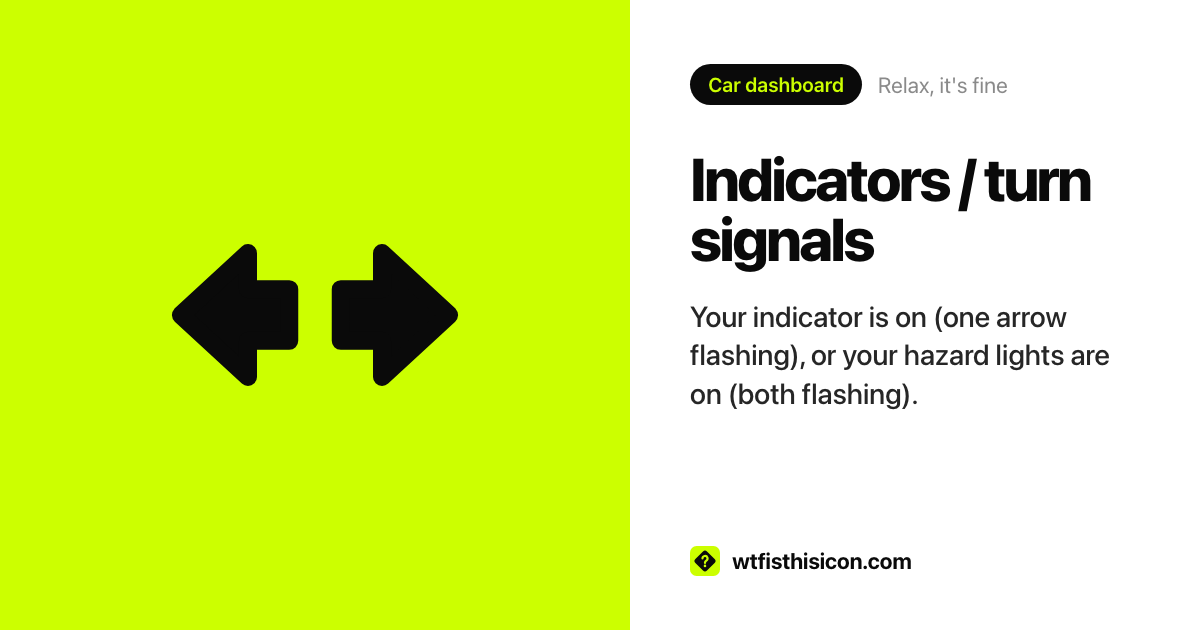 Car dashboard
Relax, it's fine
Indicators / turn
signals
Your indicator is on (one arrow
flashing), or your hazard lights are
on (both flashing).
?
wtfisthisicon.com